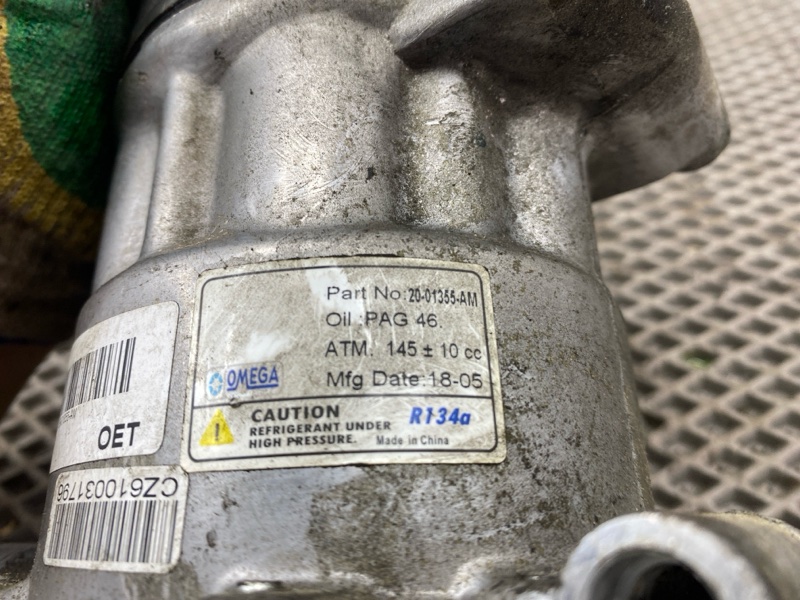 Part No:20-01355-AM
Oil :PAG 46.
ATM. 145 ± 10 cc
OMEGA
Mfg Date:18-05
CAUTION
REFRIGERANT UNDER
HIGH PRESSURE.
R134a
Made in China
OET
CZ610031796